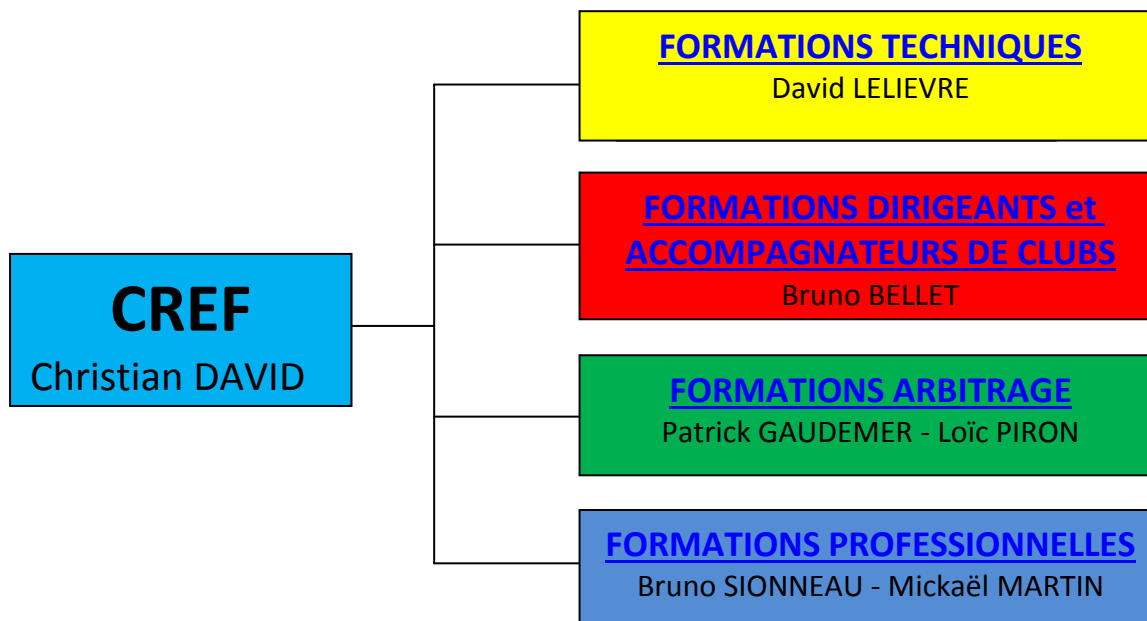 CREF
Christian DAVID
FORMATIONS TECHNIQUES
David LELIEVRE
FORMATIONS DIRIGEANTS et
ACCOMPAGNATEURS DE CLUBS
Bruno BELLET
FORMATIONS ARBITRAGE
Patrick GAUDEMER - Loïc PIRON
FORMATIONS PROFESSIONNELLES
Bruno SIONNEAU - Mickaël MARTIN